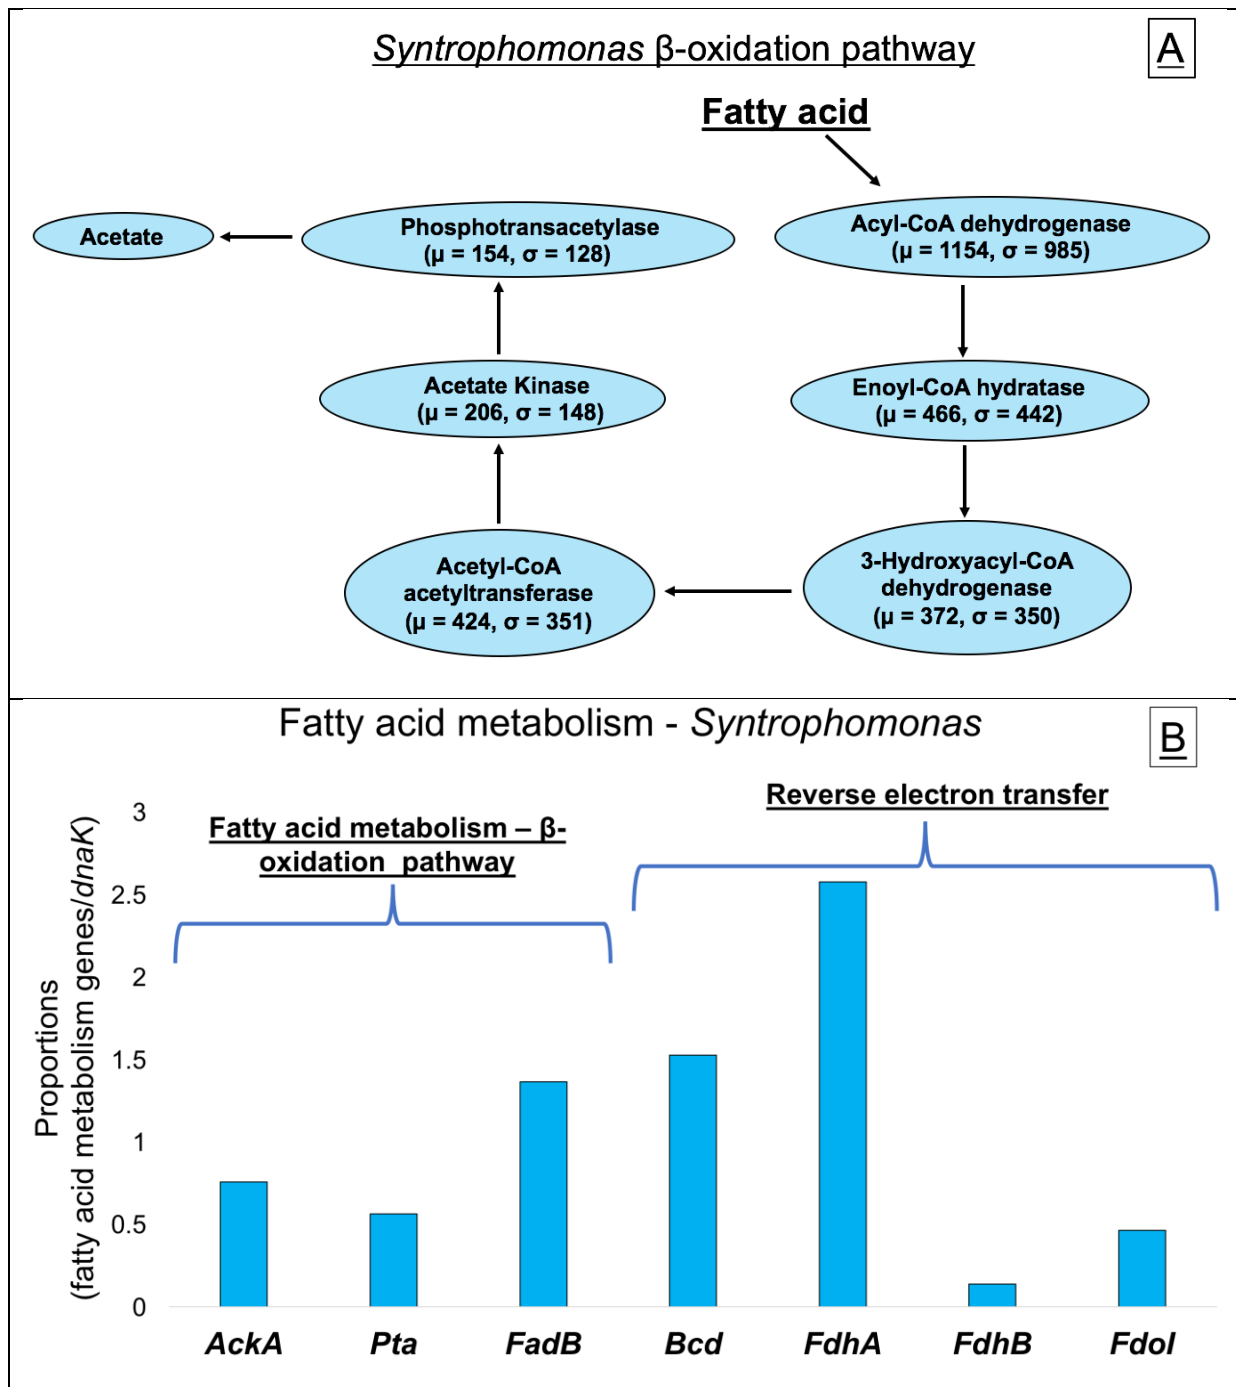 Syntrophomonas β-oxidation pathway
A
Fatty acid
Acetate
Phosphotransacetylase
(μ = 154, σ = 128)
Acyl-CoA dehydrogenase
(μ = 1154, σ = 985)
Acetate Kinase
(μ = 206, σ = 148)
Enoyl-CoA hydratase
(μ = 466, σ = 442)
Acetyl-CoA
acetyltransferase
(μ = 424, σ = 351)
3-Hydroxyacyl-CoA
dehydrogenase
(μ = 372, σ = 350)
Fatty acid metabolism - Syntrophomonas
B
Fatty acid metabolism – β-
oxidation pathway
Reverse electron transfer
Proportions
(fatty acid metabolism genes/dnaK)
3
2.5
2
1.5
1
0.5
0
AckA Pta FadB Bcd FdhA FdhB FdoI